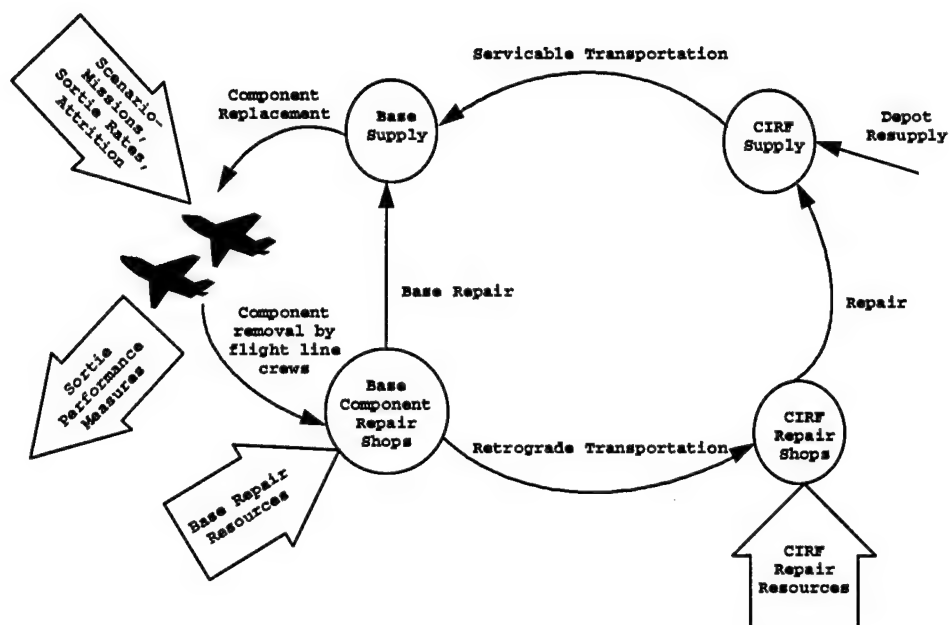 Scenario-
Missions,
Sortie Rates,
Attrition
Component
Replacement
Base
Supply
Servicable Transportation
CIRF
Supply
Depot
Resupply
Base Repair
Repair
Component
removal by
flight line
crews
Sortie
Performance
Measures
Base
Component
Repair
Shops
Retrograde Transportation
CIRF
Repair
Shops
Base Repair
Resources
CIRF
Repair
Resources